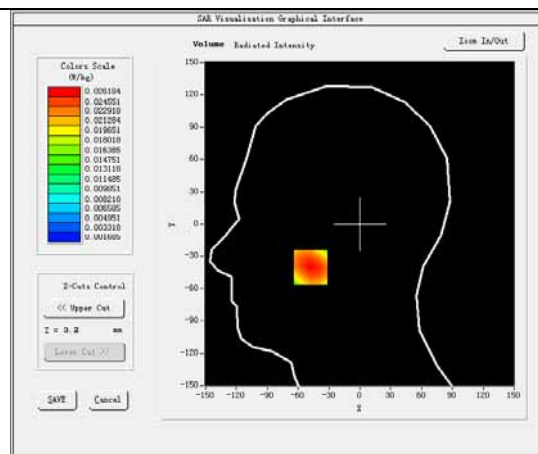 SAR Visualisation Graphical Interface
Volume Radiated Intensity
Zoom In/Out
Colors Scale
(W/kg)
0.026184
0.024551
0.022918
0.021284
0.019651
0.018018
0.016385
0.014751
0.013118
0.011485
0.009851
0.008218
0.006585
0.004951
0.003318
0.001685
150
120
90
60
30
0
-30
-60
-90
-120
-150
Y
-150 -120 -90 -60 -30 0 30 60 90 120 150
X
Z-Cuts Control
<< Upper Cut
Z = 3.2 mm
Lower Cut >>
SAVE Cancel